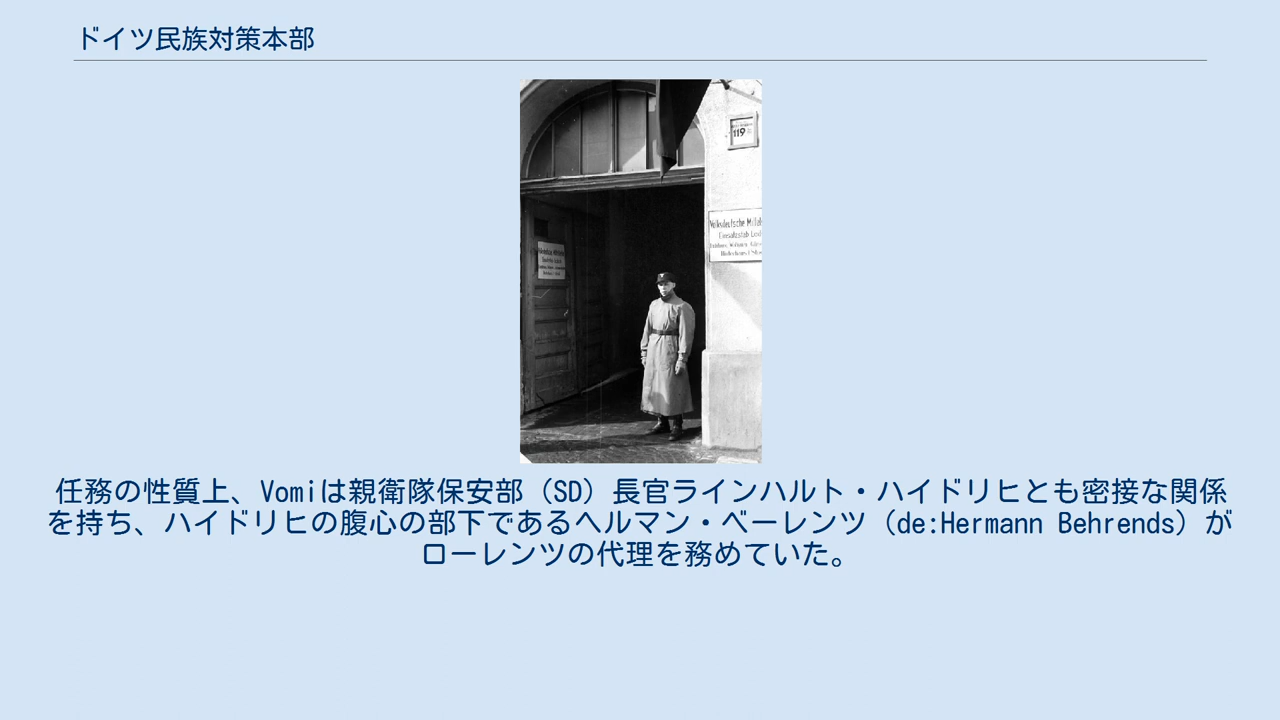 ドイツ民族対策本部
119
Volksdeutsche
任務の性質上、Vomiは親衛隊保安部（SD）長官ラインハルト・ハイドリヒとも密接な関係
を持ち、ハイドリヒの腹心の部下であるヘルマン・ベーレンツ（de:Hermann Behrends）が
ローレンツの代理を務めていた。